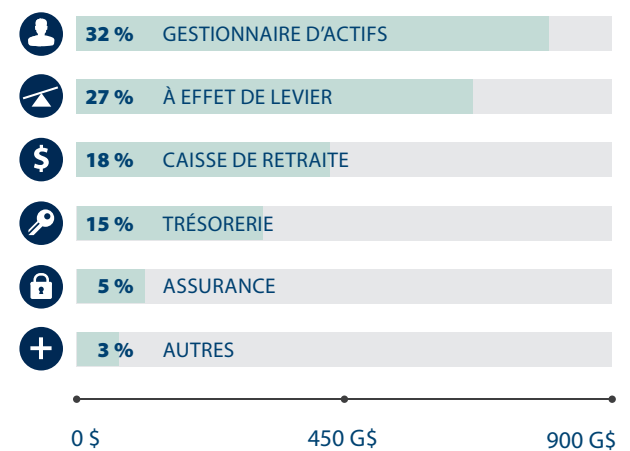 32 % GESTIONNAIRE D’ACTIFS
27 % À EFFET DE LEVIER
$ 18 % CAISSE DE RETRAITE
15 % TRÉSORERIE
5 % ASSURANCE
3 % AUTRES
0 $ 450 G$ 900 G$